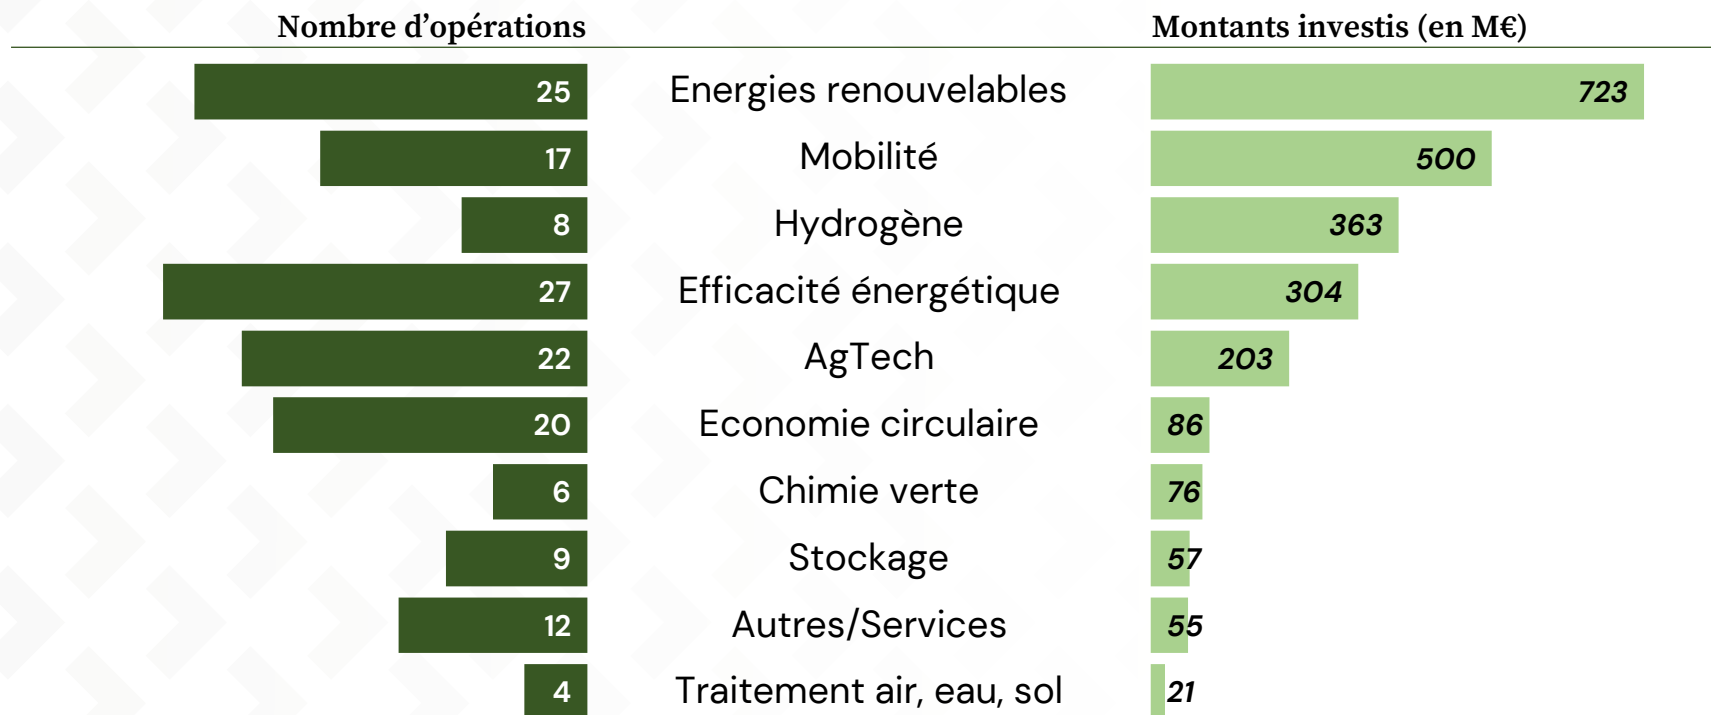 Nombre d’opérations Montants investis (en M€)
25 Energies renouvelables 723
17 Mobilité 500
8 Hydrogène 363
27 Efficacité énergétique 304
22 AgTech 203
20 Economie circulaire 86
6 Chimie verte 76
9 Stockage 57
12 Autres/Services 55
4 Traitement air, eau, sol 21